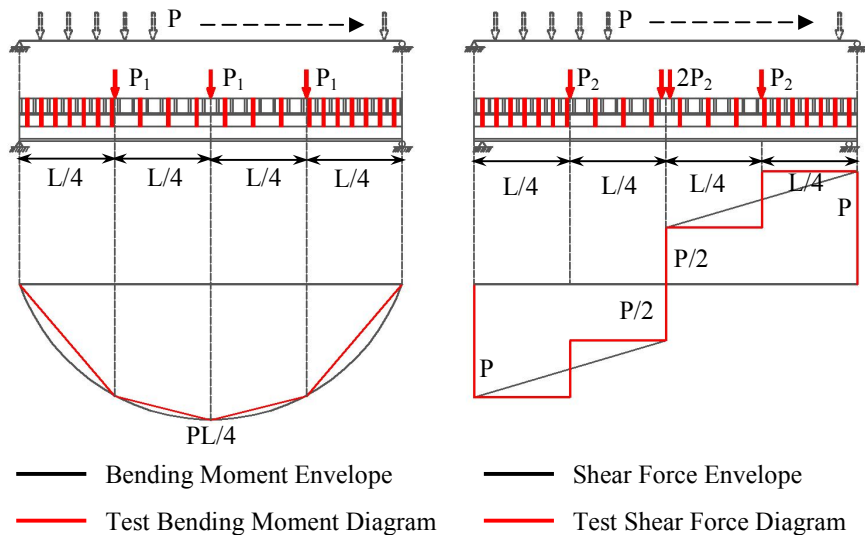 P P
P₁ P₁ P₁ P₂ 2P₂ P₂
L/4 L/4 L/4 L/4 L/4 L/4 L/4 L/4
P
P/2
P/2
P
PL/4
Bending Moment Envelope
Test Bending Moment Diagram
Shear Force Envelope
Test Shear Force Diagram